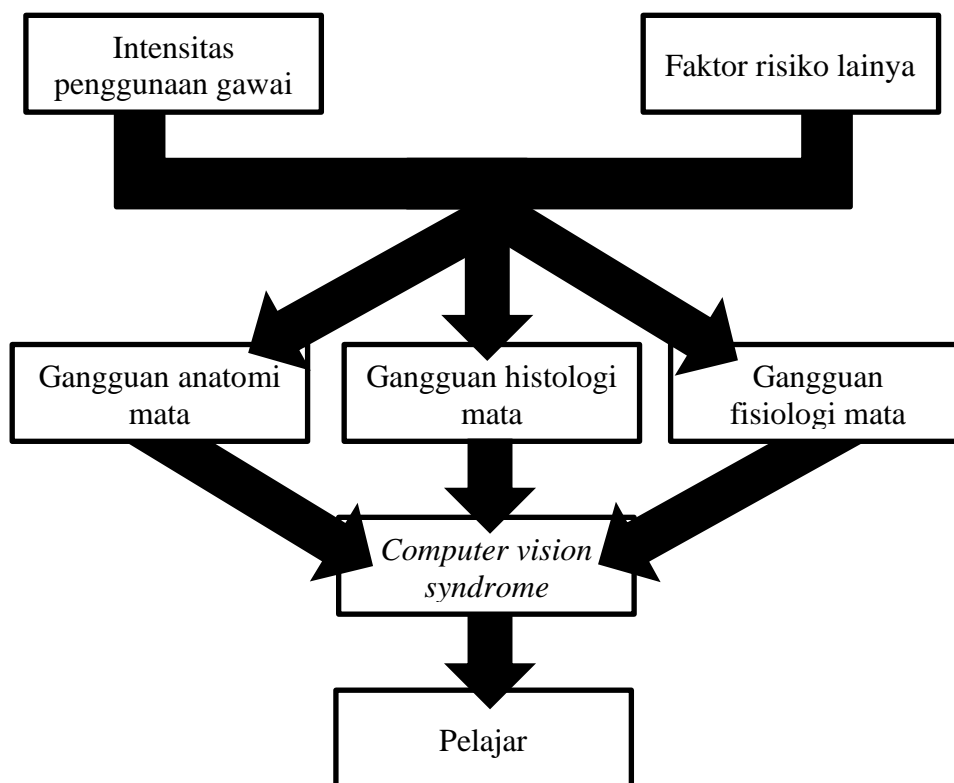 Intensitas
penggunaan gawai
Faktor risiko lainya
Gangguan anatomi
mata
Gangguan histologi
mata
Gangguan
fisiologi mata
Computer vision
syndrome
Pelajar